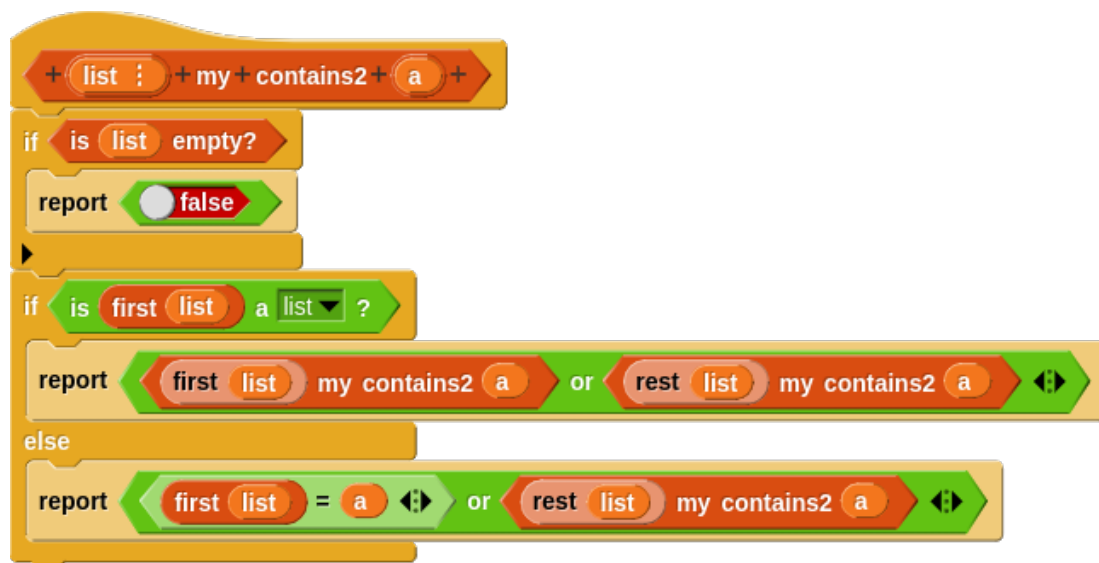 + list ⋮ + my + contains2 + a +
if is list empty?
report false
if is first list a list ?
report first list my contains2 a or rest list my contains2 a
else
report first list = a or rest list my contains2 a